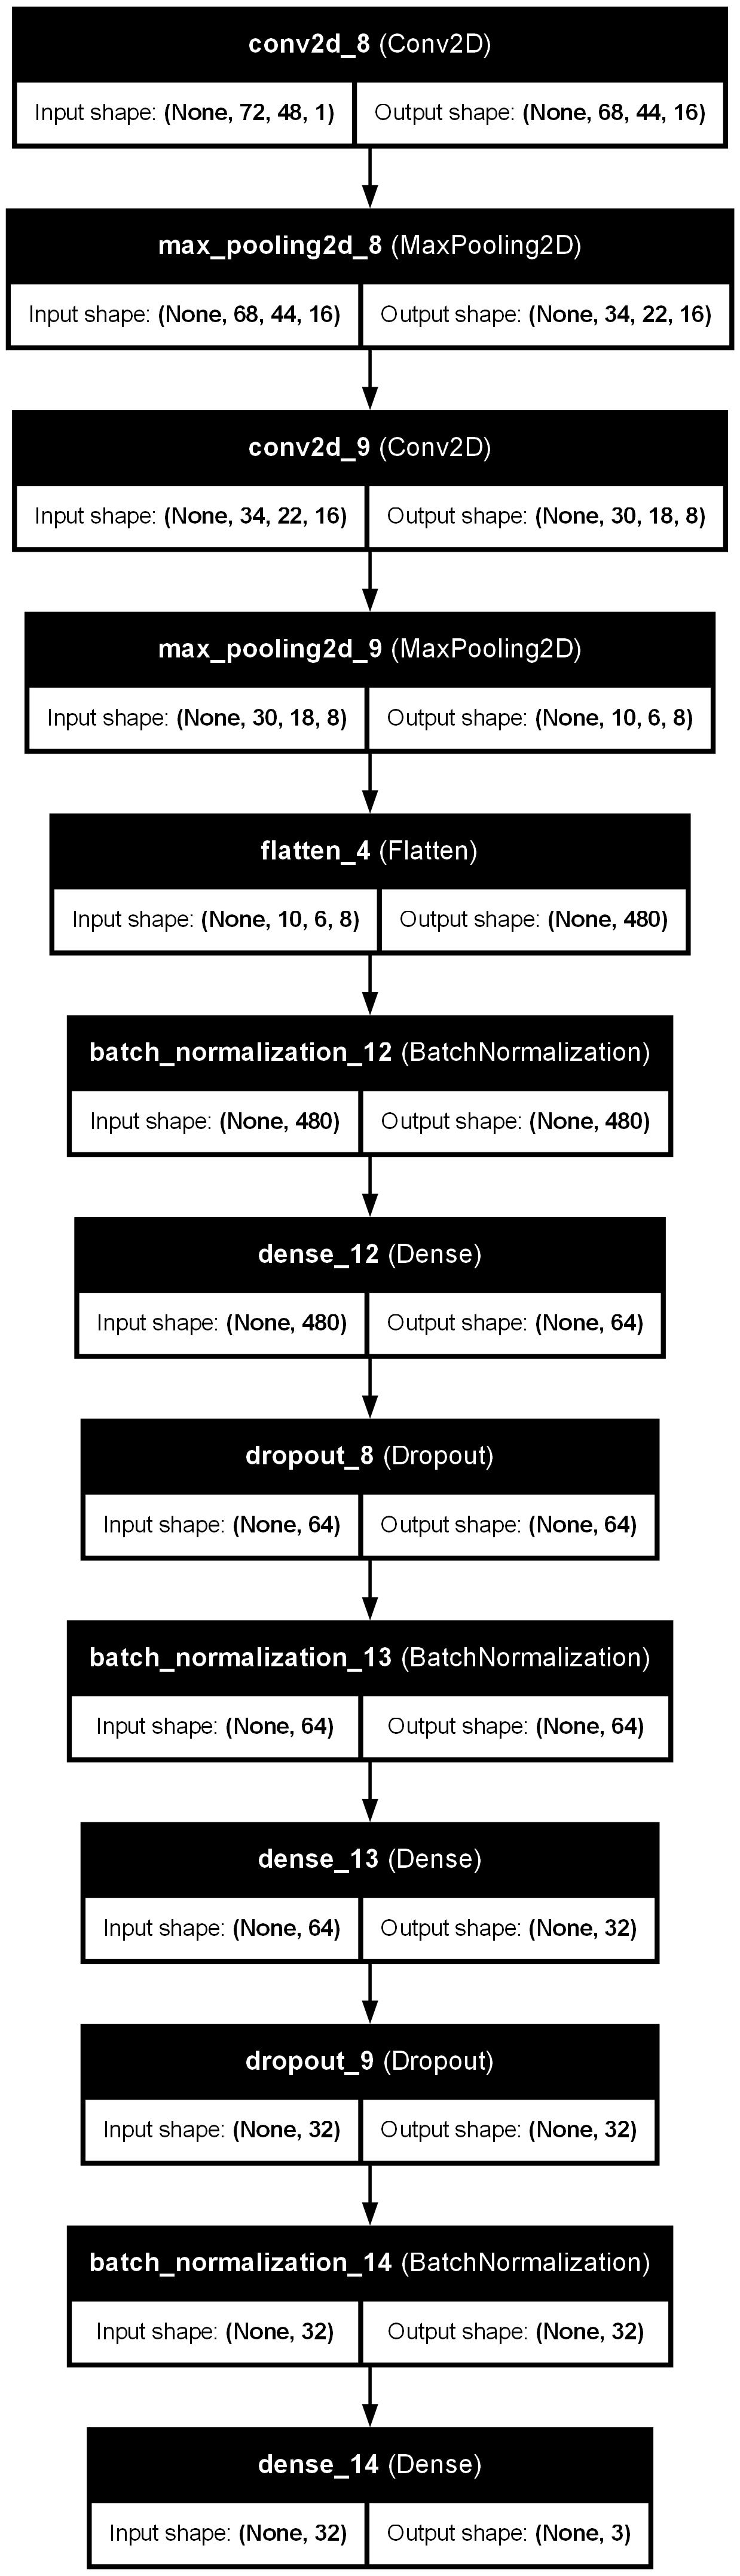 conv2d_8 (Conv2D)
Input shape: (None, 72, 48, 1) Output shape: (None, 68, 44, 16)
max_pooling2d_8 (MaxPooling2D)
Input shape: (None, 68, 44, 16) Output shape: (None, 34, 22, 16)
conv2d_9 (Conv2D)
Input shape: (None, 34, 22, 16) Output shape: (None, 30, 18, 8)
max_pooling2d_9 (MaxPooling2D)
Input shape: (None, 30, 18, 8) Output shape: (None, 10, 6, 8)
flatten_4 (Flatten)
Input shape: (None, 10, 6, 8) Output shape: (None, 480)
batch_normalization_12 (BatchNormalization)
Input shape: (None, 480) Output shape: (None, 480)
dense_12 (Dense)
Input shape: (None, 480) Output shape: (None, 64)
dropout_8 (Dropout)
Input shape: (None, 64) Output shape: (None, 64)
batch_normalization_13 (BatchNormalization)
Input shape: (None, 64) Output shape: (None, 64)
dense_13 (Dense)
Input shape: (None, 64) Output shape: (None, 32)
dropout_9 (Dropout)
Input shape: (None, 32) Output shape: (None, 32)
batch_normalization_14 (BatchNormalization)
Input shape: (None, 32) Output shape: (None, 32)
dense_14 (Dense)
Input shape: (None, 32) Output shape: (None, 3)